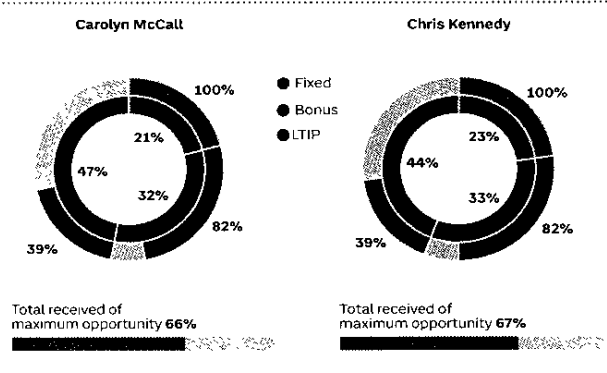 Carolyn McCall
100%
21%
47%
32%
39%
82%
Total received of
maximum opportunity 66%
Fixed
Bonus
LTIP
Chris Kennedy
100%
23%
44%
33%
39%
82%
Total received of
maximum opportunity 67%